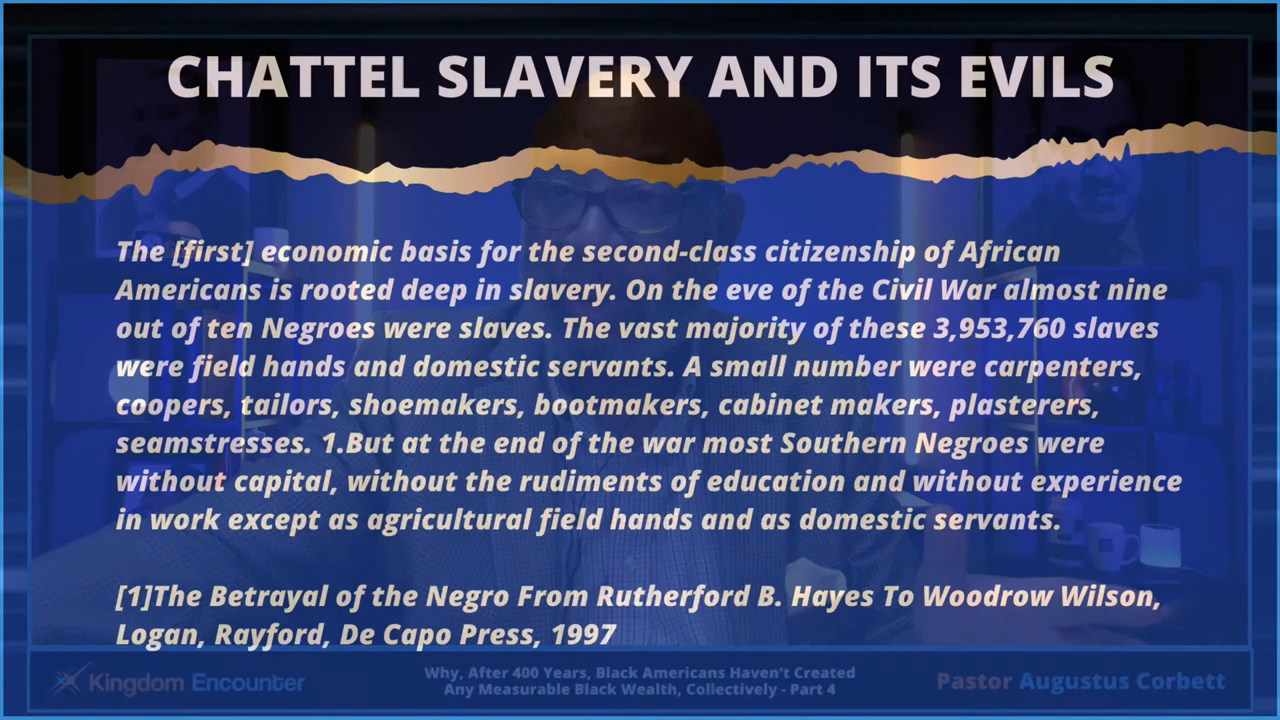 CHATTEL SLAVERY AND ITS EVILS
The [first] economic basis for the second-class citizenship of African
Americans is rooted deep in slavery. On the eve of the Civil War almost nine
out of ten Negroes were slaves. The vast majority of these 3,953,760 slaves
were field hands and domestic servants. A small number were carpenters,
coopers, tailors, shoemakers, bootmakers, cabinet makers, plasterers,
seamstresses. 1.But at the end of the war most Southern Negroes were
without capital, without the rudiments of education and without experience
in work except as agricultural field hands and as domestic servants.
[1]The Betrayal of the Negro From Rutherford B. Hayes To Woodrow Wilson,
Logan, Rayford, De Capo Press, 1997
Kingdom Encounter
Why, After 400 Years, Black Americans Haven't Created
Any Measurable Black Wealth, Collectively - Part 4
Pastor Augustus Corbett